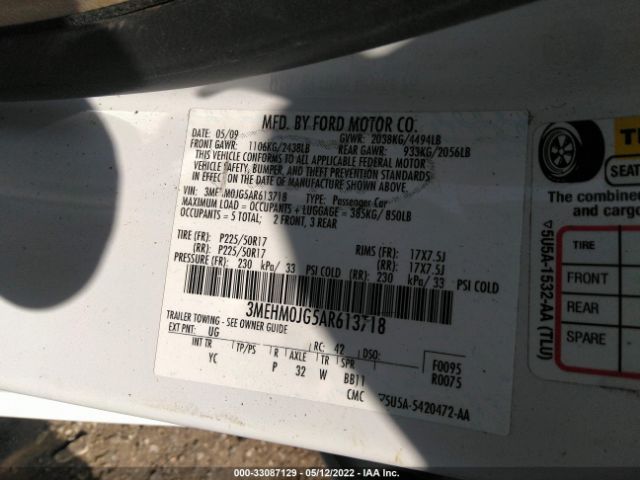 MFD. BY FORD MOTOR CO.
DATE: 05/09 GVWR: 2038KG/4494LB
FRONT GAWR: 1106KG/2438LB REAR GAWR: 933KG/2056LB
THIS VEHICLE CONFORMS TO ALL APPLICABLE FEDERAL MOTOR
VEHICLE SAFETY, BUMPER, AND THEFT PREVENTION STANDARDS
IN EFFECT ON THE DATE OF MANUFACTURE SHOWN ABOVE.
VIN: 3MEHM0JG5AR613718 TYPE: Passenger Car
MAXIMUM LOAD = OCCUPANTS + LUGGAGE = 385KG/850LB
OCCUPANTS = 5 TOTAL; 2 FRONT, 3 REAR
TIRE (FR): P225/50R17 RIMS (FR): 17X7.5J
(RR): P225/50R17 (RR): 17X7.5J
PRESSURE (FR): 230 kPa/ 33 PSI COLD (RR): 230 kPa/ 33 PSI COLD
3MEHM0JG5AR613718
TRAILER TOWING - SEE OWNER GUIDE
EXT PNT: UG RC: 42 DSO: F0095
INT TR TP/PS R AXLE TR SPR R0075
YC P 32 W BB11
CMC ▽5U5A-5420472-AA
▽5U5A-1532-AA (TLU)
SEAT
The combined
and cargo
TIRE
FRONT
REAR
SPARE
000-33087129 - 05/12/2022 - IAA Inc.